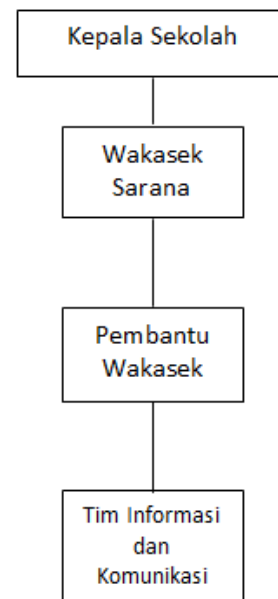 Kepala Sekolah
Wakasek
Sarana
Pembantu
Wakasek
Tim Informasi
dan
Komunikasi